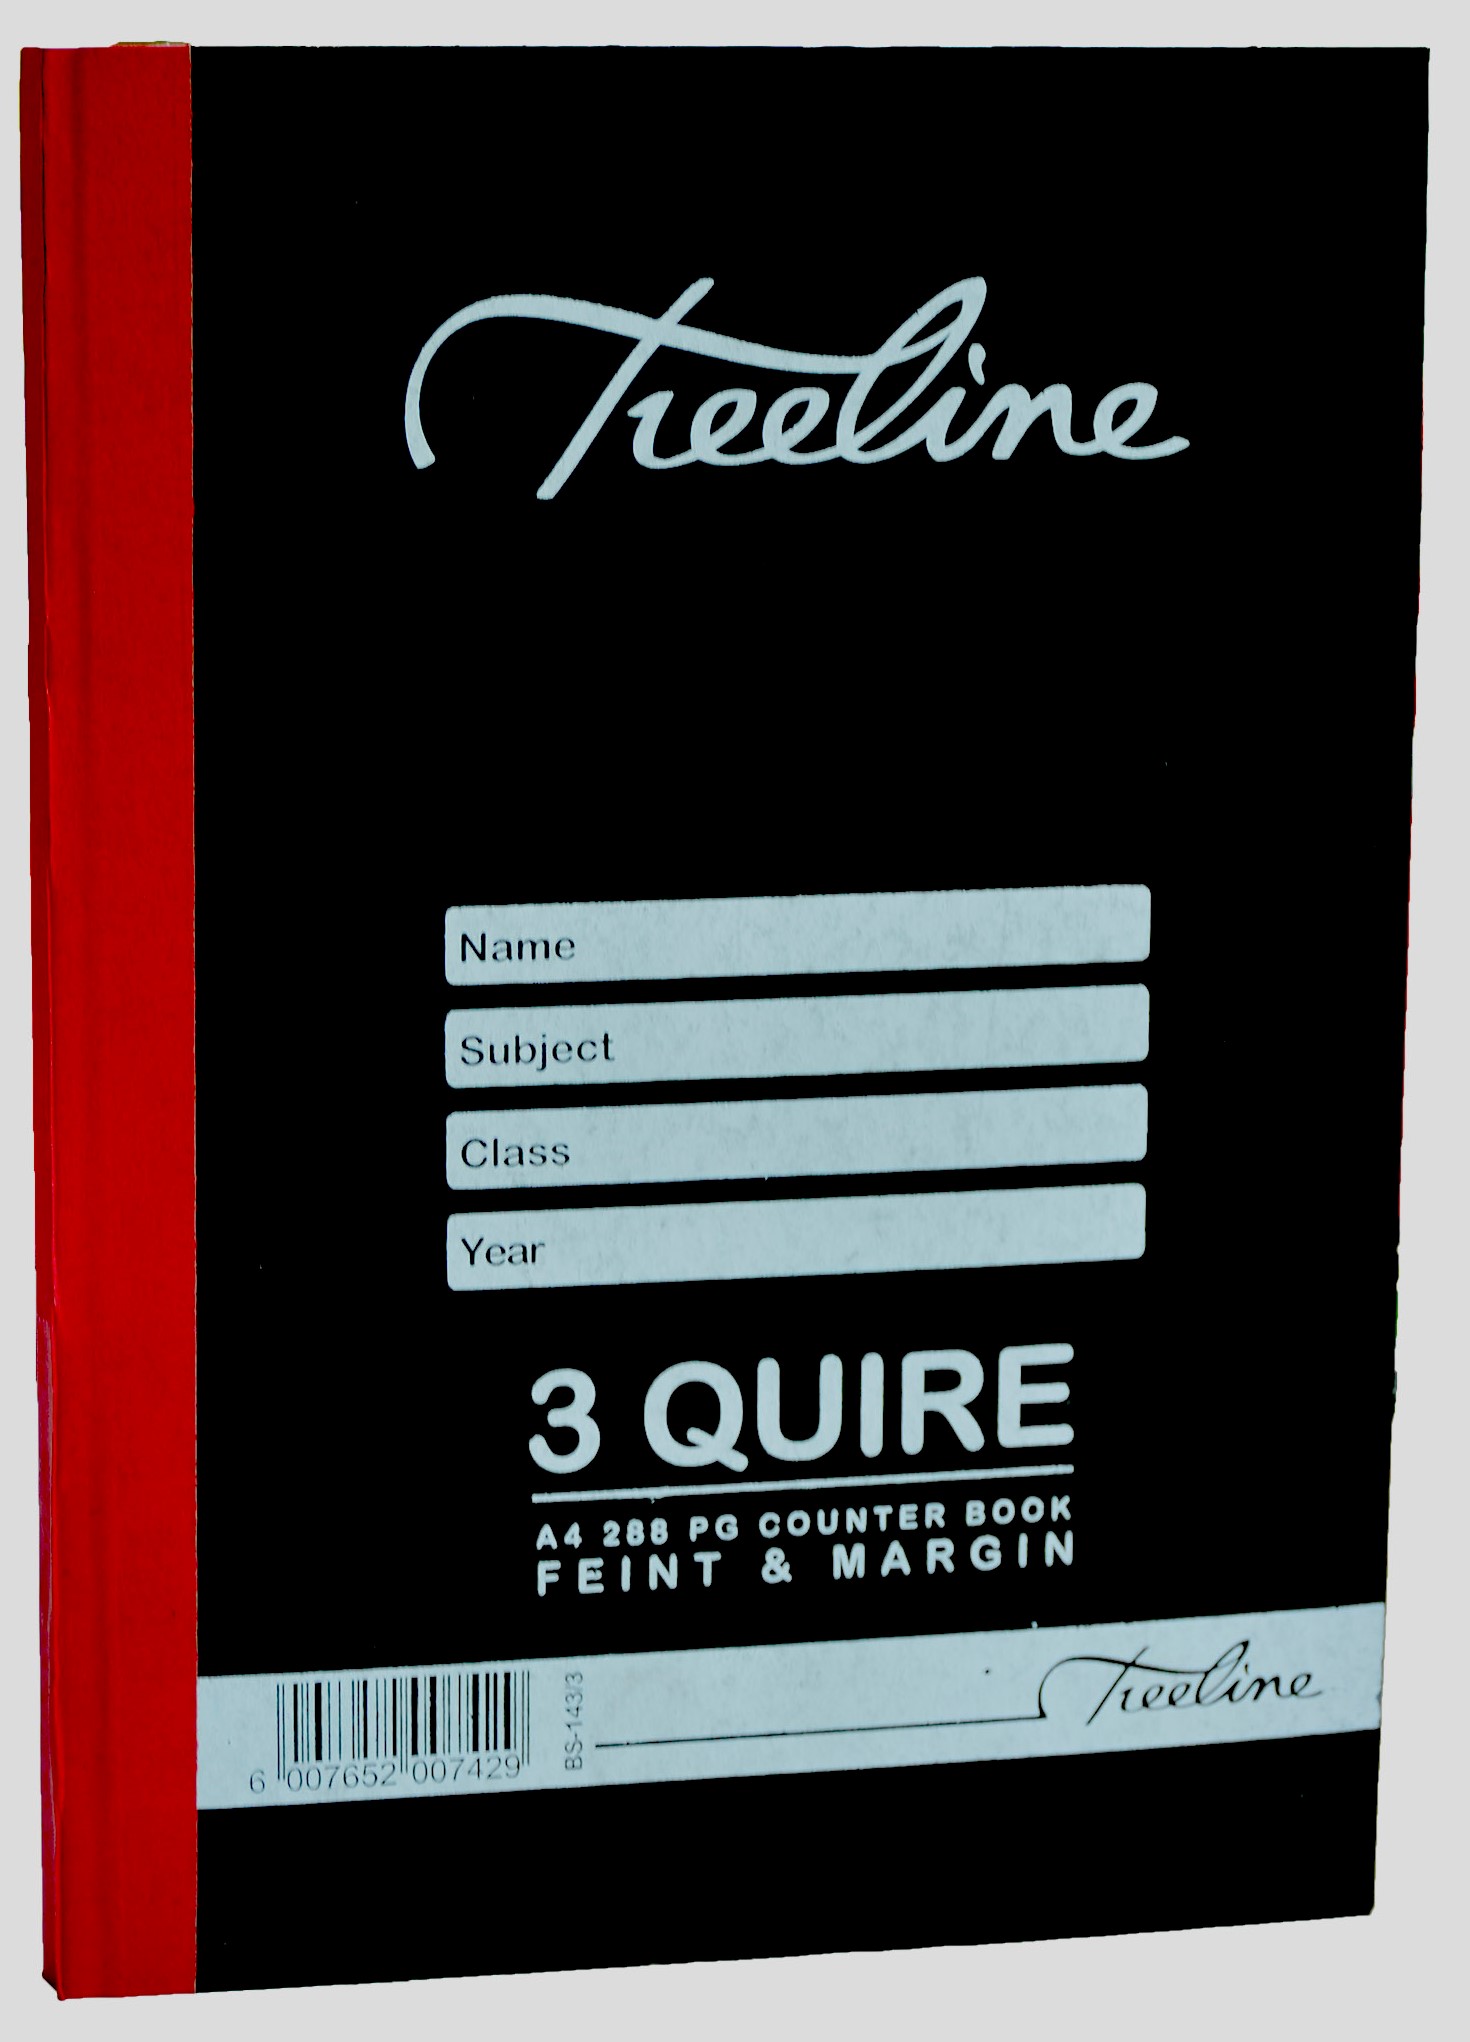 Treeline
Name
Subject
Class
Year
3 QUIRE
A4 288 PG COUNTER BOOK
FEINT & MARGIN
6 007652 007429
BS-143/3
Treeline